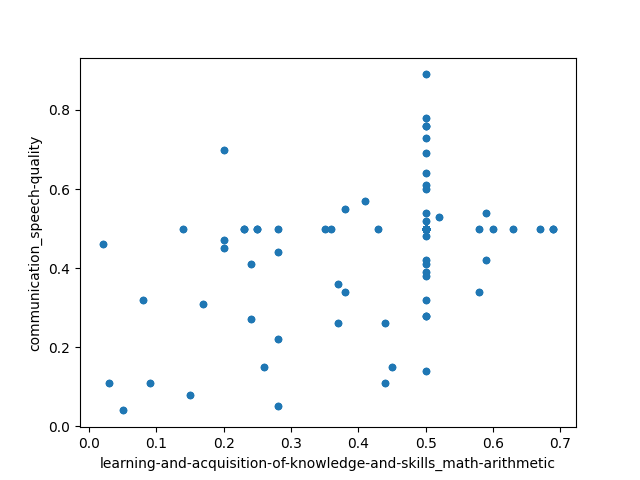 0.8
0.6
0.4
0.2
0.0
communication_speech-quality
0.0 0.1 0.2 0.3 0.4 0.5 0.6 0.7
learning-and-acquisition-of-knowledge-and-skills_math-arithmetic